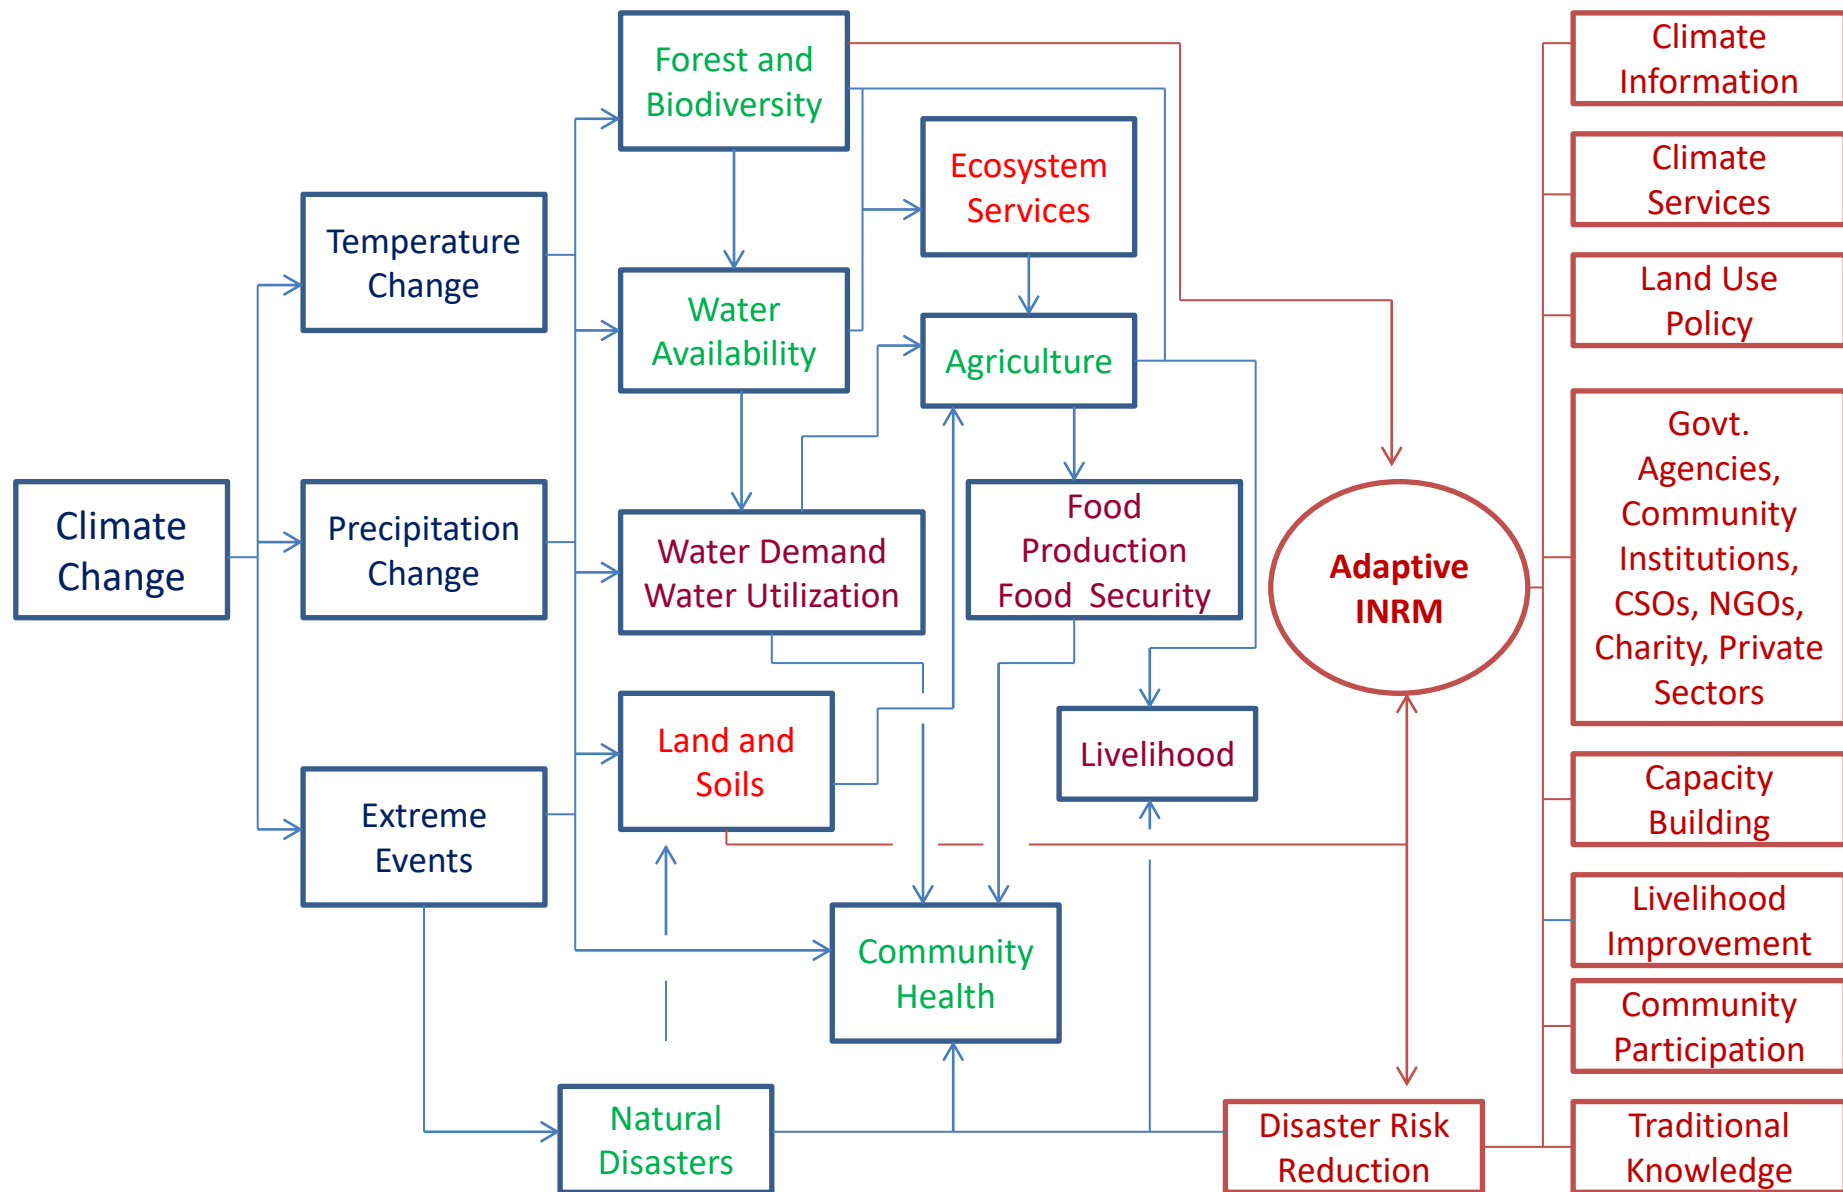 Climate
Change
Temperature
Change
Precipitation
Change
Extreme
Events
Forest and
Biodiversity
Water
Availability
Water Demand
Water Utilization
Land and
Soils
Natural
Disasters
Ecosystem
Services
Agriculture
Food
Production
Food  Security
Livelihood
Community
Health
Adaptive
INRM
Disaster Risk
Reduction
Climate
Information
Climate
Services
Land Use
Policy
Govt.
Agencies,
Community
Institutions,
CSOs, NGOs,
Charity, Private
Sectors
Capacity
Building
Livelihood
Improvement
Community
Participation
Traditional
Knowledge